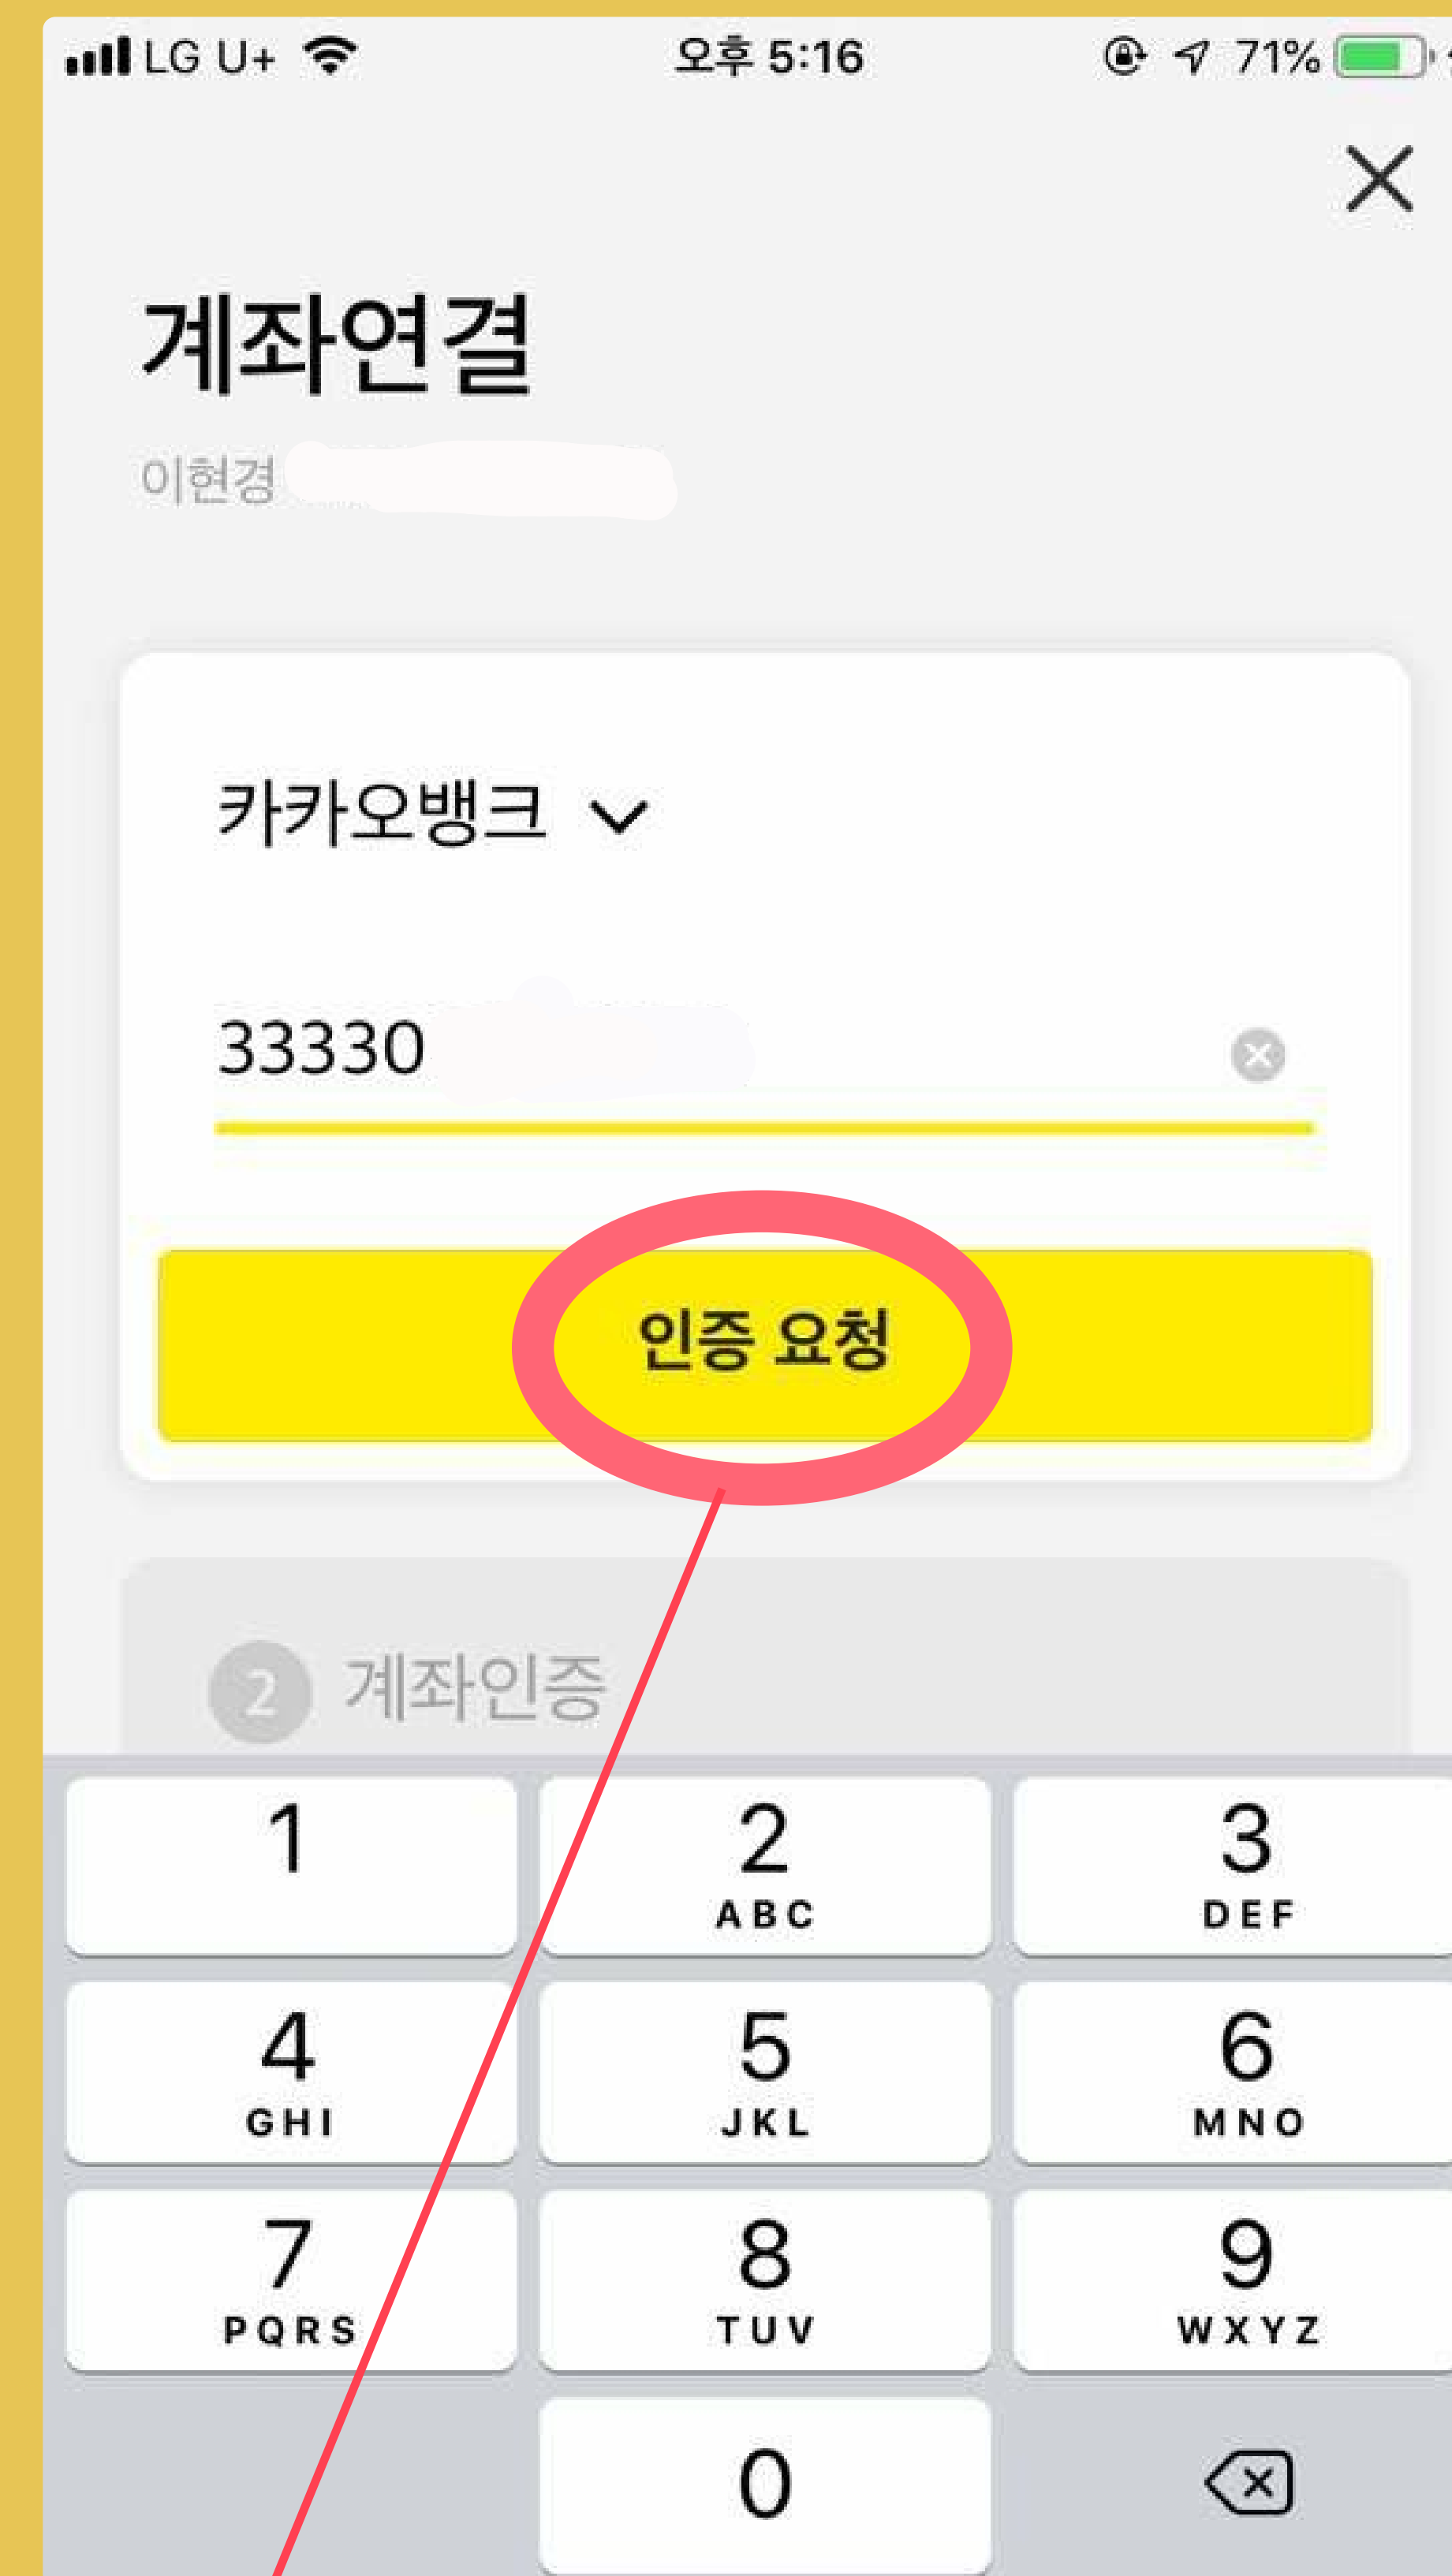 LG U+ 오후 5:16 71%
계좌연결
이현경
카카오뱅크
33330
인증 요청
2 계좌인증
1 2 3
ABC DEF
4 5 6
GHI JKL MNO
7 8 9
PQRS TUV WXYZ
0